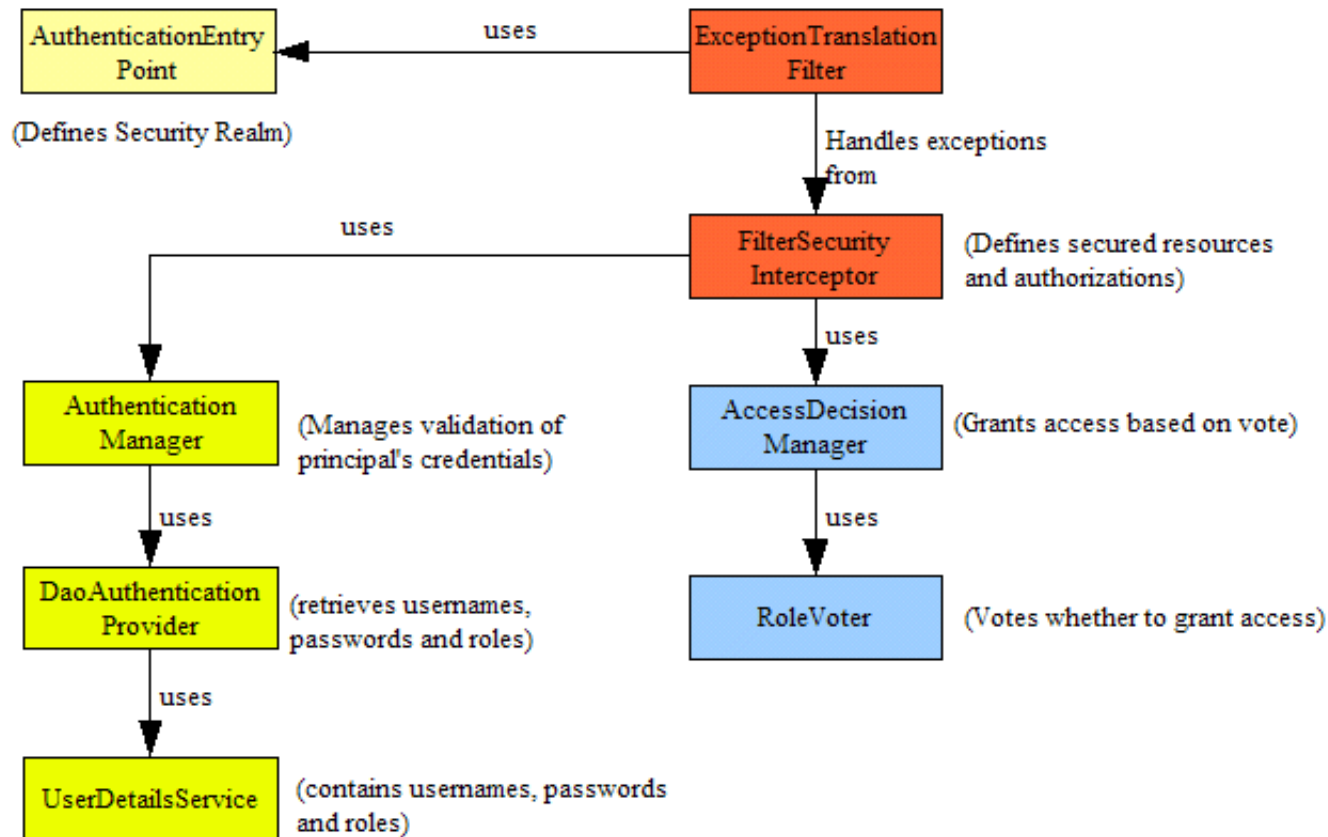 AuthenticationEntry
Point
uses
ExceptionTranslation
Filter
(Defines Security Realm)
Handles exceptions
from
uses
FilterSecurity
Interceptor
(Defines secured resources
and authorizations)
uses
Authentication
Manager
(Manages validation of
principal's credentials)
AccessDecision
Manager
(Grants access based on vote)
uses
uses
DaoAuthentication
Provider
(retrieves usernames,
passwords and roles)
RoleVoter
(Votes whether to grant access)
uses
UserDetailsService
(contains usernames, passwords
and roles)